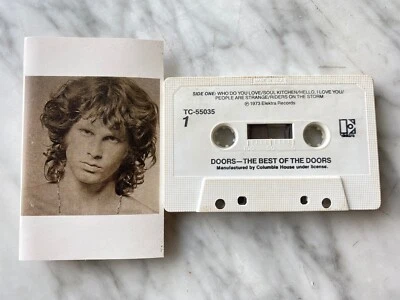 SIDE ONE: WHO DO YOU LOVE/SOUL KITCHEN/HELLO, I LOVE YOU/
PEOPLE ARE STRANGE/RIDERS ON THE STORM
℗ 1973 Elektra Records
TC-55035
1
DOORS—THE BEST OF THE DOORS
Manufactured by Columbia House under license.